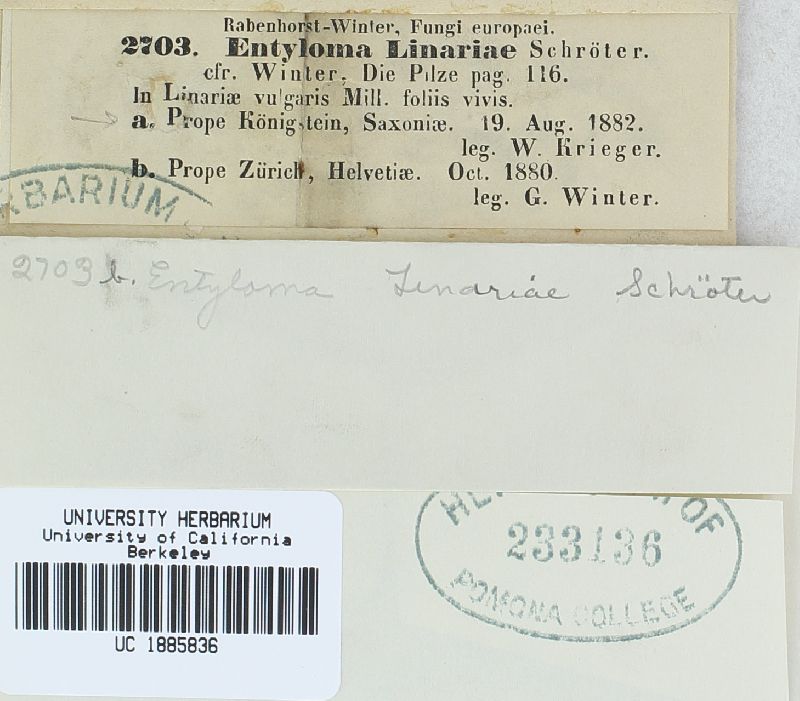 Rabenhorst-Winter, Fungi europaei.
2703. Entyloma Linariae Schröter.
cfr. Winter, Die Pilze pag. 116.
In Linariæ vulgaris Mill. foliis vivis.
a. Prope Königstein, Saxoniæ. 19. Aug. 1882.
leg. W. Krieger.
b. Prope Zürich, Helvetiæ. Oct. 1880.
leg. G. Winter.
RBARIUM
2703 b. Entyloma Linariae Schröter
UNIVERSITY HERBARIUM
University of California
Berkeley
UC 1885836
OF
233136
POMONA COLLEGE